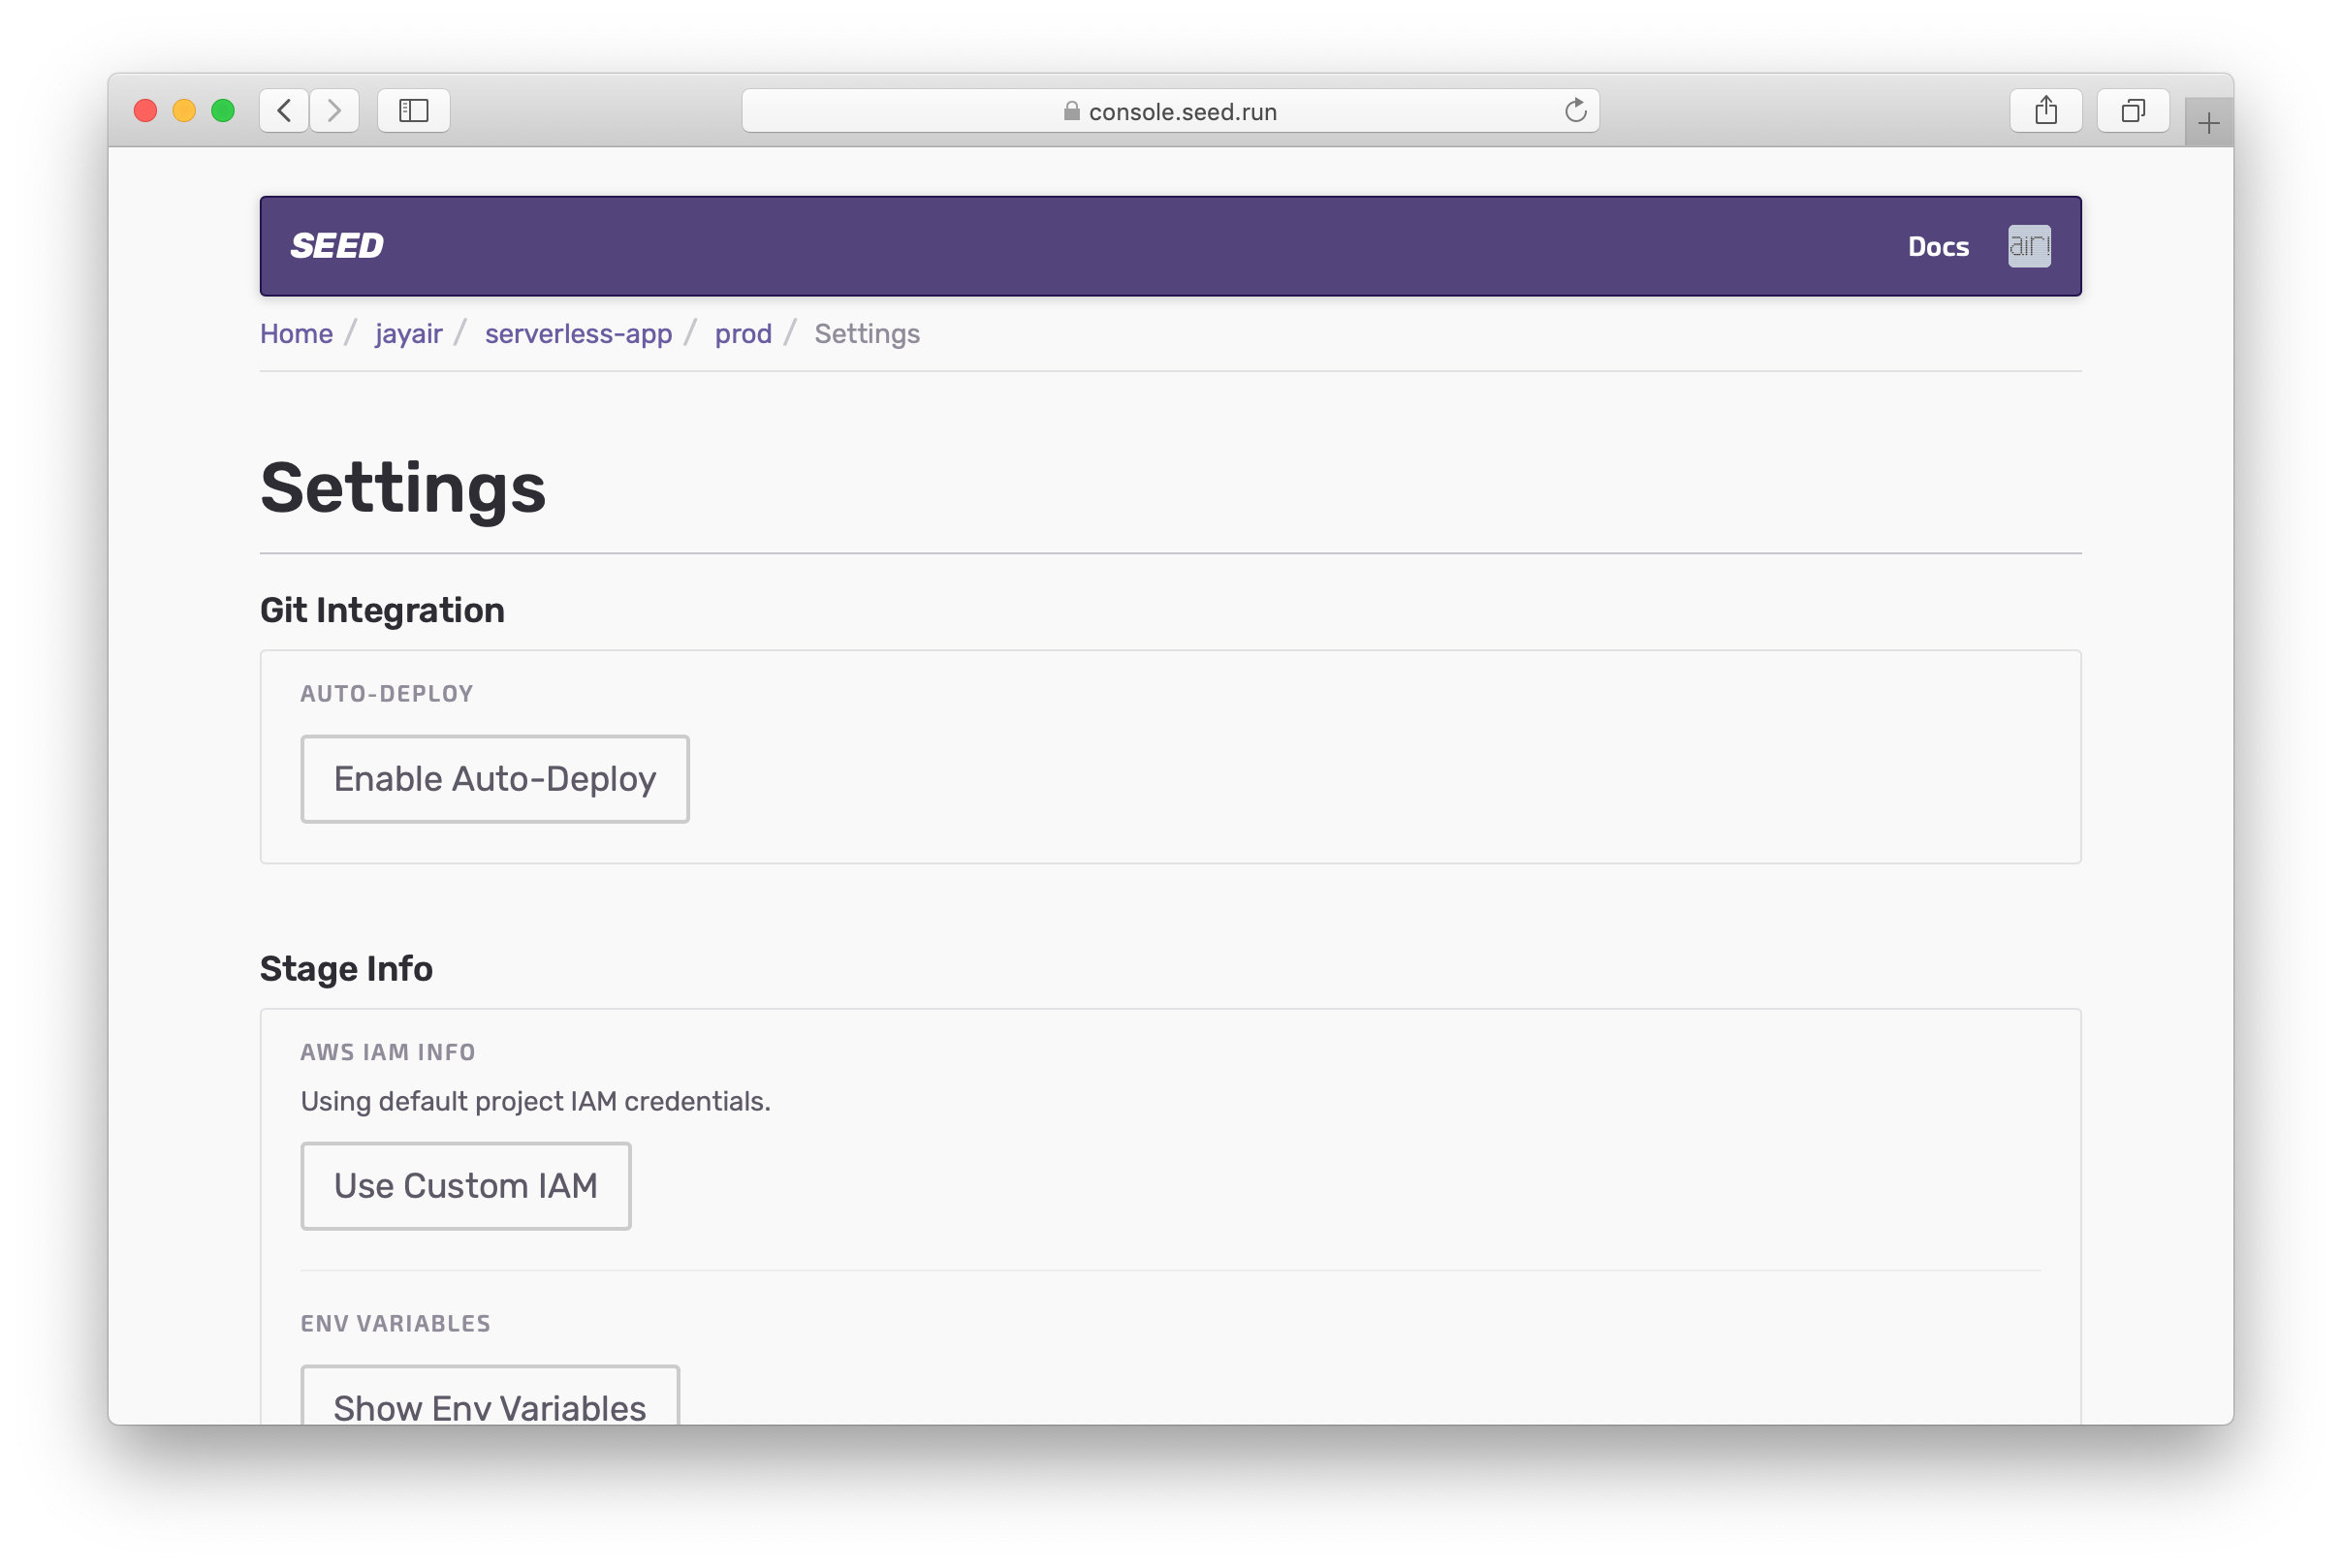 console.seed.run
SEED
Docs
airl
Home / jayair / serverless-app / prod / Settings
Settings
Git Integration
AUTO-DEPLOY
Enable Auto-Deploy
Stage Info
AWS IAM INFO
Using default project IAM credentials.
Use Custom IAM
ENV VARIABLES
Show Env Variables